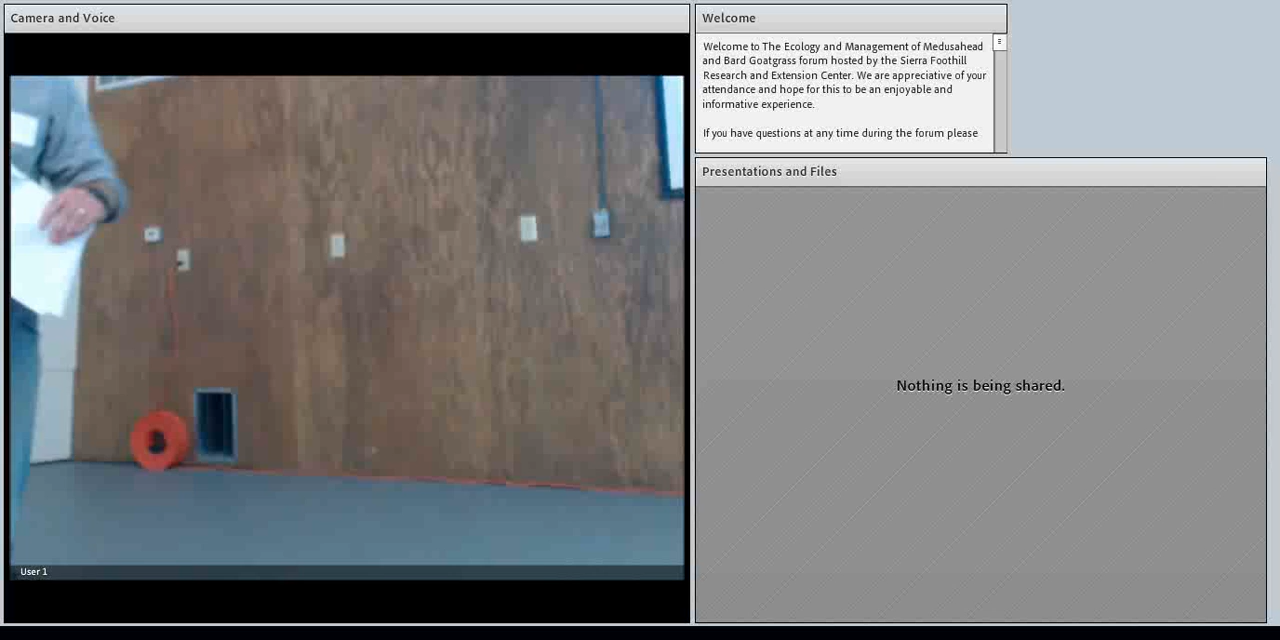 Camera and Voice
User 1
Welcome
Welcome to The Ecology and Management of Medusahead
and Bard Goatgrass forum hosted by the Sierra Foothill
Research and Extension Center. We are appreciative of your
attendance and hope for this to be an enjoyable and
informative experience.
If you have questions at any time during the forum please
Presentations and Files
Nothing is being shared.